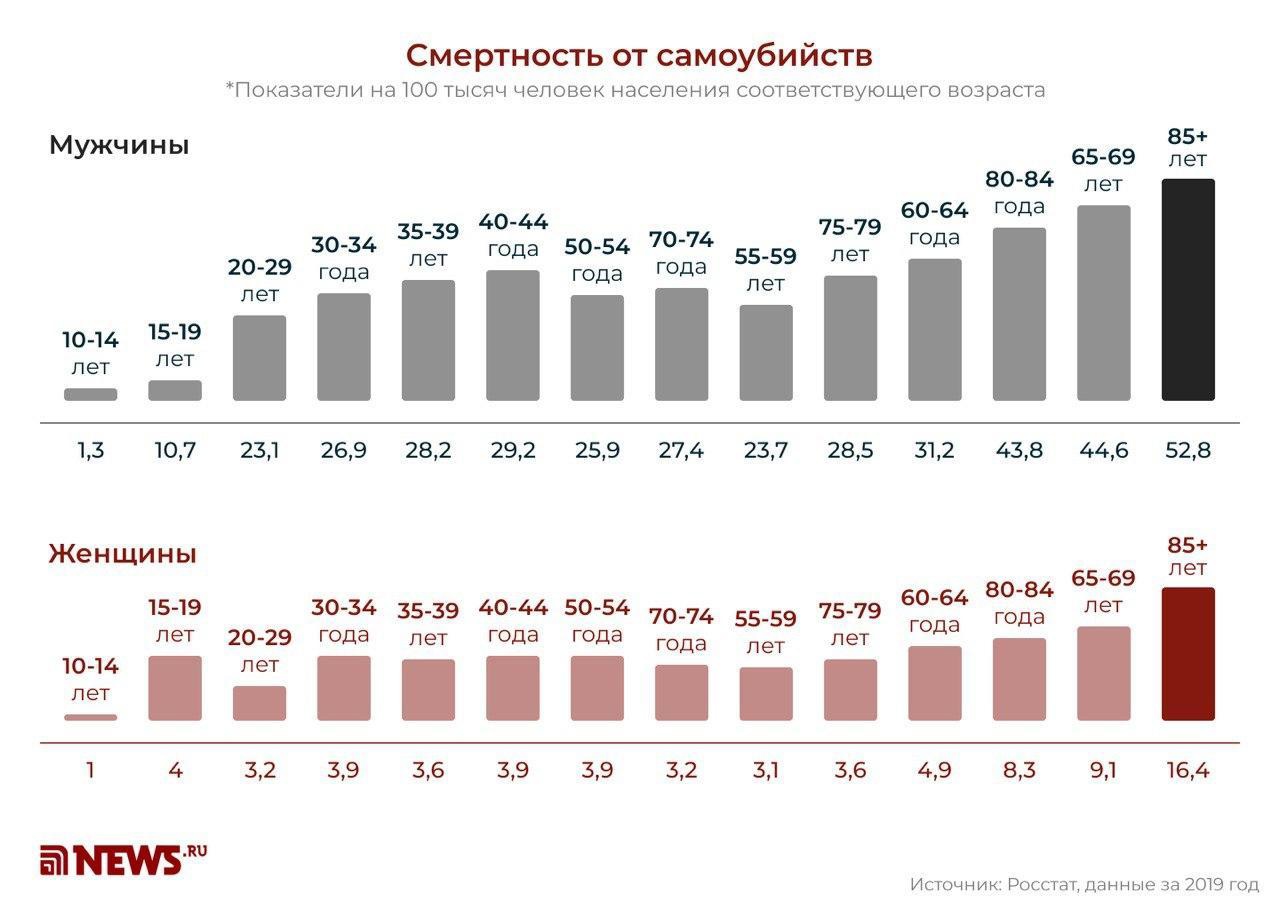 Смертность от самоубийств
*Показатели на 100 тысяч человек населения соответствующего возраста
Мужчины
10-14 лет
15-19 лет
20-29 лет
30-34 года
35-39 лет
40-44 года
50-54 года
70-74 года
55-59 лет
75-79 лет
60-64 года
80-84 года
65-69 лет
85+ лет
1,3 10,7 23,1 26,9 28,2 29,2 25,9 27,4 23,7 28,5 31,2 43,8 44,6 52,8
Женщины
10-14 лет
15-19 лет
20-29 лет
30-34 года
35-39 лет
40-44 года
50-54 года
70-74 года
55-59 лет
75-79 лет
60-64 года
80-84 года
65-69 лет
85+ лет
1 4 3,2 3,9 3,6 3,9 3,9 3,2 3,1 3,6 4,9 8,3 9,1 16,4
NEWS.RU
Источник: Росстат, данные за 2019 год